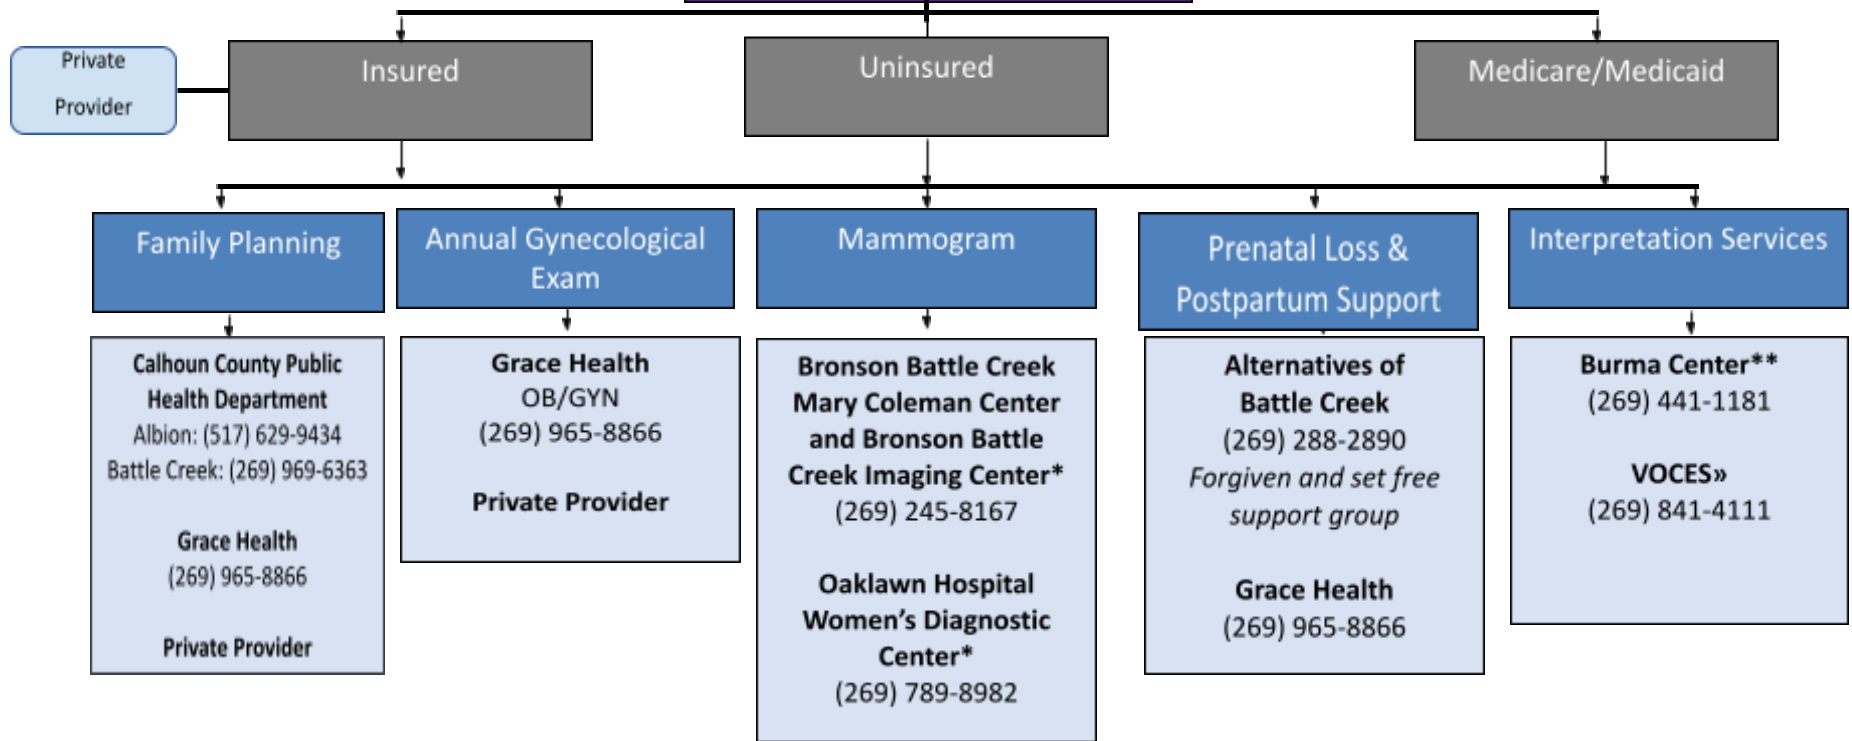 Private
Provider
Insured
Uninsured
Medicare/Medicaid
Family Planning
Annual Gynecological
Exam
Mammogram
Prenatal Loss &
Postpartum Support
Interpretation Services
Calhoun County Public
Health Department
Albion: (517) 629-9434
Battle Creek: (269) 969-6363
Grace Health
(269) 965-8866
Private Provider
Grace Health
OB/GYN
(269) 965-8866
Private Provider
Bronson Battle Creek
Mary Coleman Center
and Bronson Battle
Creek Imaging Center*
(269) 245-8167
Oaklawn Hospital
Women’s Diagnostic
Center*
(269) 789-8982
Alternatives of
Battle Creek
(269) 288-2890
Forgiven and set free
support group
Grace Health
(269) 965-8866
Burma Center**
(269) 441-1181
VOCES»
(269) 841-4111